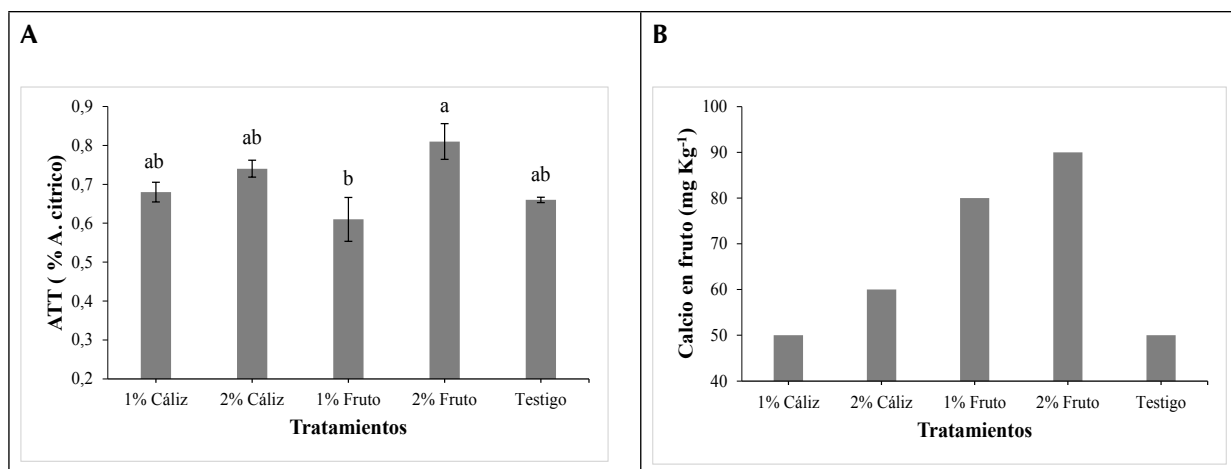 A
0,9
0,8
0,7
0,6
0,5
0,4
0,3
0,2
ATT ( % A. citrico)
ab
ab
b
a
ab
1% Cáliz
2% Cáliz
1% Fruto
2% Fruto
Testigo
Tratamientos
B
100
90
80
70
60
50
40
Calcio en fruto (mg Kg⁻¹)
1% Cáliz
2% Cáliz
1% Fruto
2% Fruto
Testigo
Tratamientos